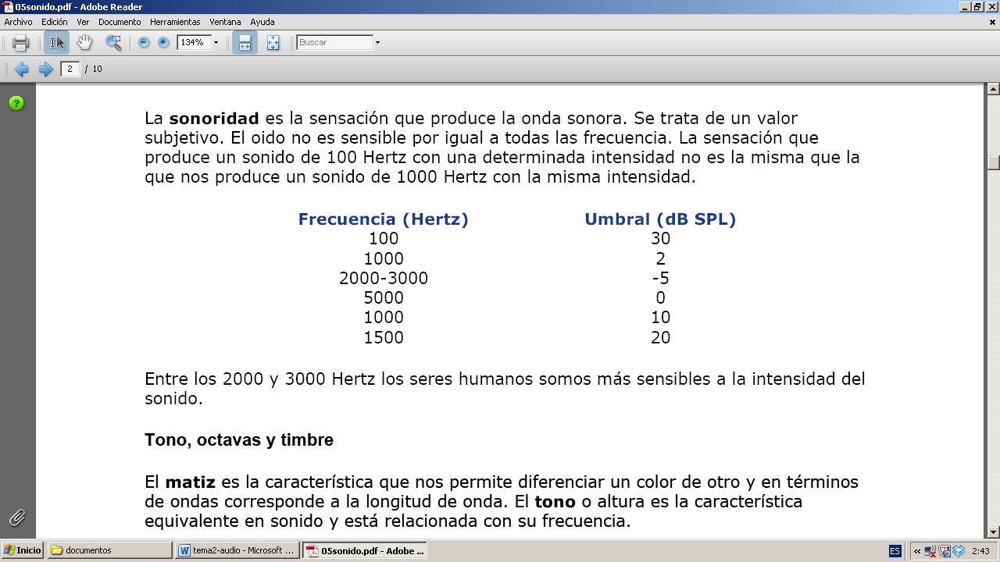 05sonido.pdf - Adobe Reader
Archivo Edición Ver Documento Herramientas Ventana Ayuda
134% Buscar
2 / 10
La sonoridad es la sensación que produce la onda sonora. Se trata de un valor
subjetivo. El oido no es sensible por igual a todas las frecuencia. La sensación que
produce un sonido de 100 Hertz con una determinada intensidad no es la misma que la
que nos produce un sonido de 1000 Hertz con la misma intensidad.
Frecuencia (Hertz) Umbral (dB SPL)
100 30
1000 2
2000-3000 -5
5000 0
1000 10
1500 20
Entre los 2000 y 3000 Hertz los seres humanos somos más sensibles a la intensidad del
sonido.
Tono, octavas y timbre
El matiz es la característica que nos permite diferenciar un color de otro y en términos
de ondas corresponde a la longitud de onda. El tono o altura es la característica
equivalente en sonido y está relacionada con su frecuencia.
Inicio documentos tema2-audio - Microsoft ... 05sonido.pdf - Adobe ... ES « 2:43